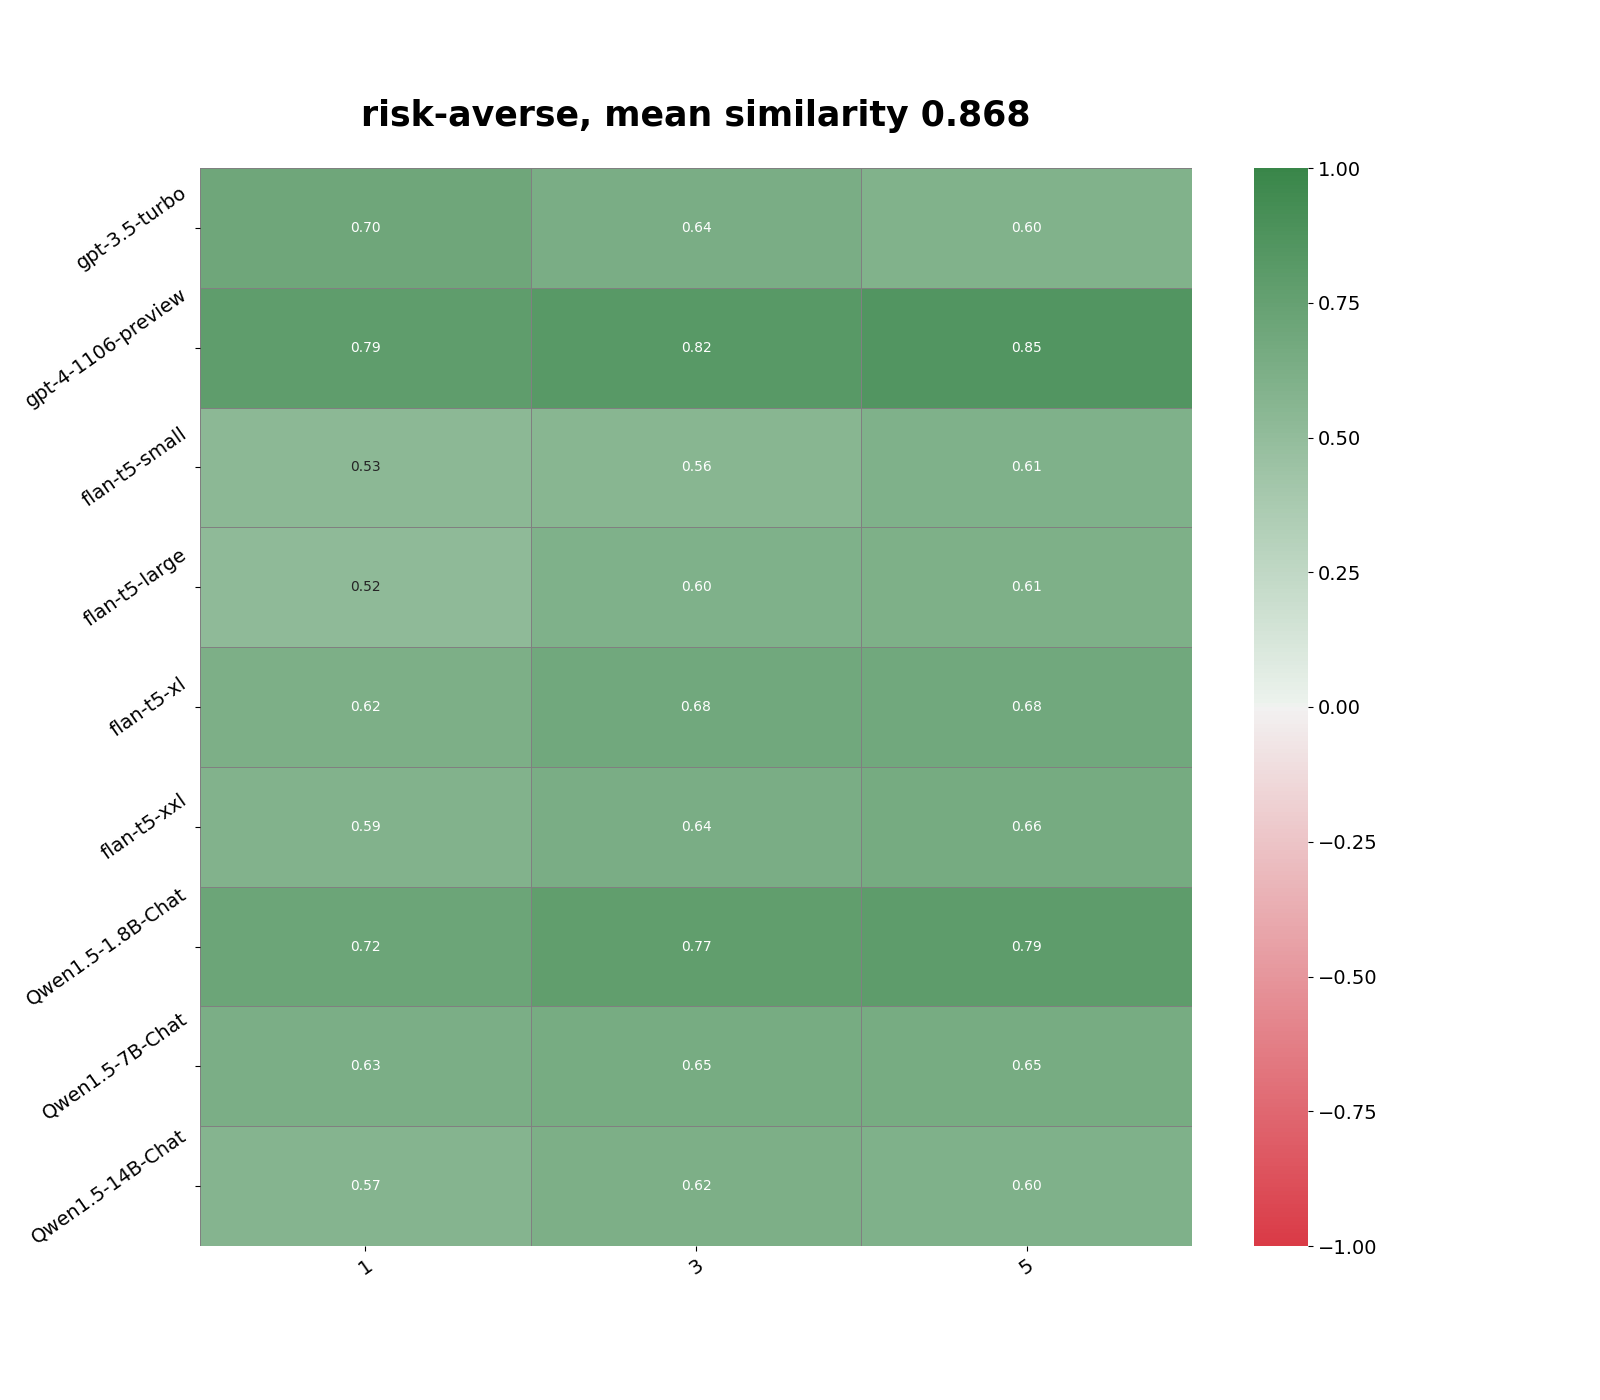 risk-averse, mean similarity 0.868
gpt-3.5-turbo 0.70 0.64 0.60
gpt-4-1106-preview 0.79 0.82 0.85
flan-t5-small 0.53 0.56 0.61
flan-t5-large 0.52 0.60 0.61
flan-t5-xl 0.62 0.68 0.68
flan-t5-xxl 0.59 0.64 0.66
Qwen1.5-1.8B-Chat 0.72 0.77 0.79
Qwen1.5-7B-Chat 0.63 0.65 0.65
Qwen1.5-14B-Chat 0.57 0.62 0.60
1 3 5
1.00
0.75
0.50
0.25
0.00
−0.25
−0.50
−0.75
−1.00